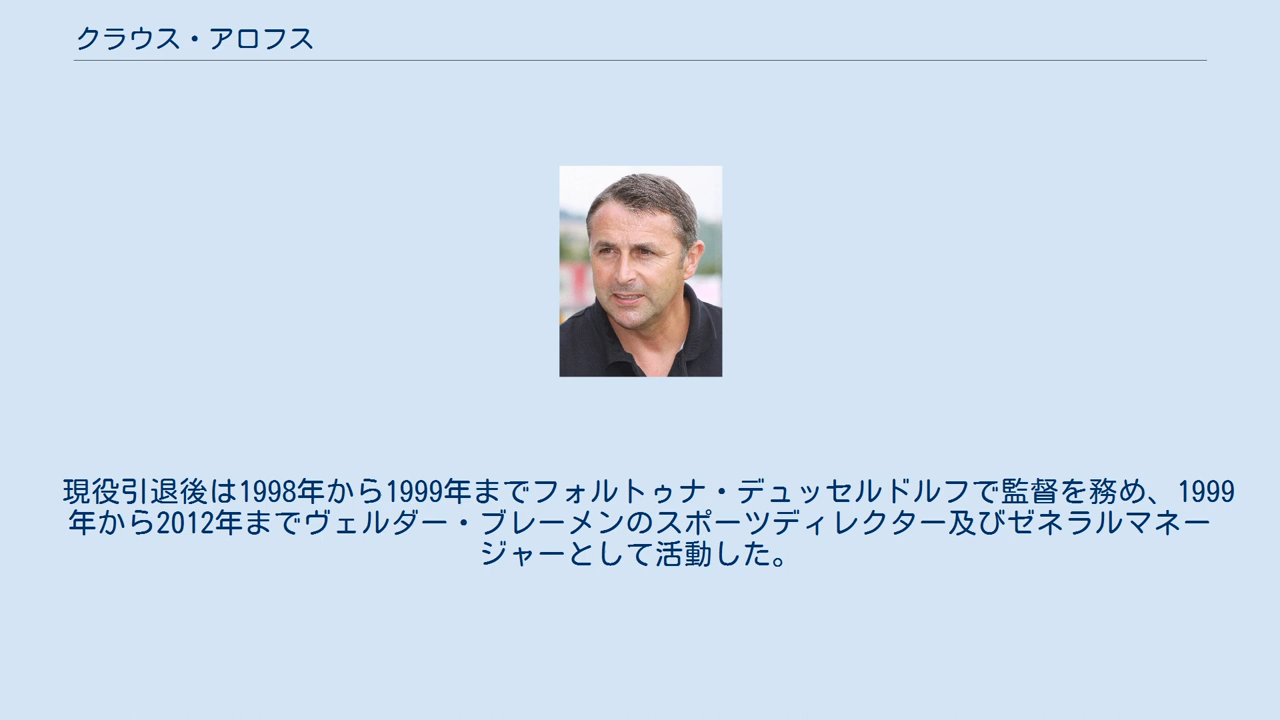 クラウス・アロフス
現役引退後は1998年から1999年までフォルトゥナ・デュッセルドルフで監督を務め、1999
年から2012年までヴェルダー・ブレーメンのスポーツディレクター及びゼネラルマネー
ジャーとして活動した。